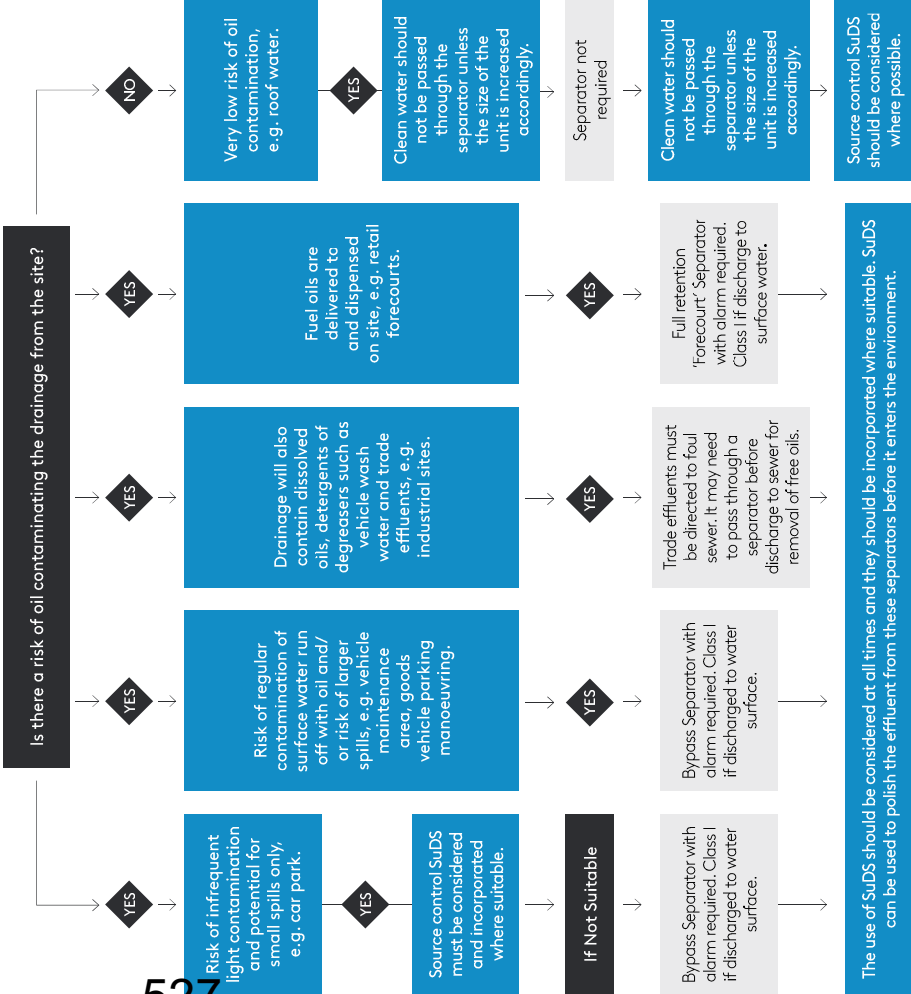 Is there a risk of oil contaminating the drainage from the site?
YES
Risk of infrequent
light contamination
and potential for
small spills only,
e.g. car park.
YES
Source control SuDS
must be considered
and incorporated
where suitable.
If Not Suitable
Bypass Separator with
alarm required. Class I
if discharged to water
surface.
YES
Risk of regular
contamination of
surface water run
off with oil and/
or risk of larger
spills, e.g. vehicle
maintenance
area, goods
vehicle parking
manoeuvring.
YES
Bypass Separator with
alarm required. Class I
if discharged to water
surface.
YES
Drainage will also
contain dissolved
oils, detergents of
degreasers such as
vehicle wash
water and trade
effluents, e.g.
industrial sites.
YES
Trade effluents must
be directed to foul
sewer. It may need
to pass through a
separator before
discharge to sewer for
removal of free oils.
YES
Fuel oils are
delivered to
and dispensed
on site, e.g. retail
forecourts.
YES
Full retention
'Forecourt' Separator
with alarm required.
Class I if discharge to
surface water.
NO
Very low risk of oil
contamination,
e.g. roof water.
YES
Clean water should
not be passed
through the
separator unless
the size of the
unit is increased
accordingly.
Separator not
required
Clean water should
not be passed
through the
separator unless
the size of the
unit is increased
accordingly.
Source control SuDS
should be considered
where possible.
The use of SuDS should be considered at all times and they should be incorporated where suitable. SuDS
can be used to polish the effluent from these separators before it enters the environment.
527